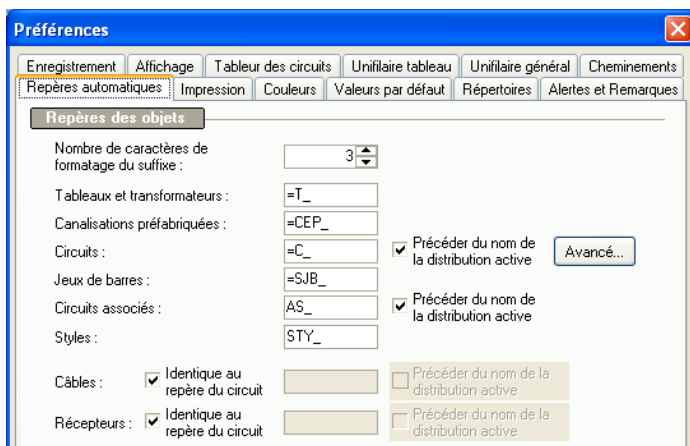 Préférences
Enregistrement Affichage Tableur des circuits Unifilaire tableau Unifilaire général Cheminements
Repères automatiques Impression Couleurs Valeurs par défaut Répertoires Alertes et Remarques
Repères des objets
Nombre de caractères de
formatage du suffixe : 3
Tableaux et transformateurs : =T_
Canalisations préfabriquées : =CEP_
Circuits : =C_ Précéder du nom de
la distribution active Avancé...
Jeux de barres : =SJB_
Circuits associés : AS_ Précéder du nom de
la distribution active
Styles : STY_
Câbles : Identique au
repère du circuit Précéder du nom de la
distribution active
Récepteurs : Identique au
repère du circuit Précéder du nom de la
distribution active